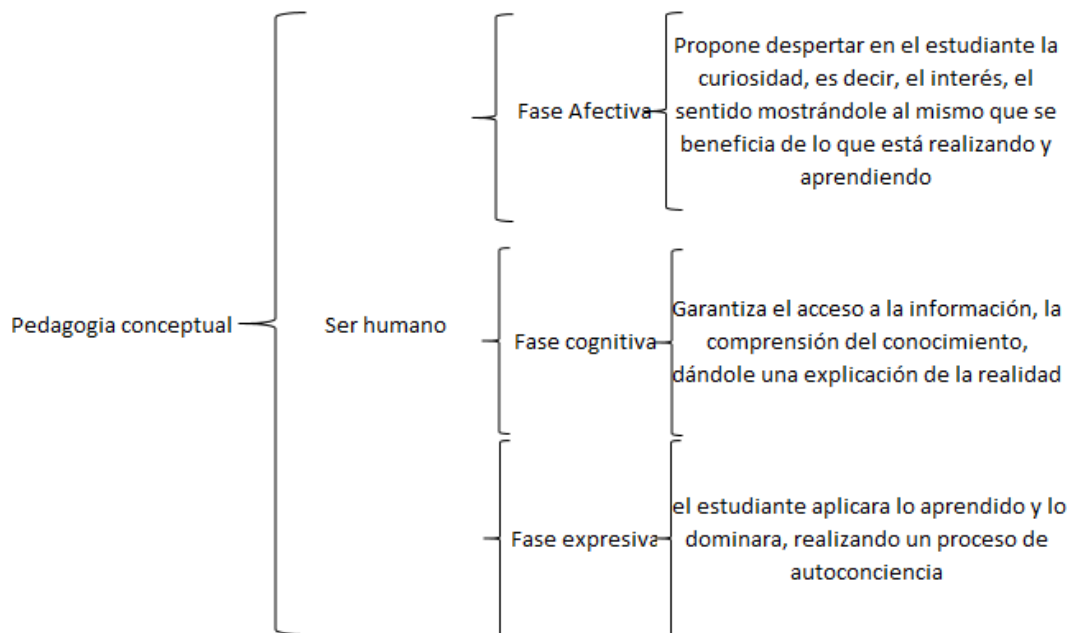 Pedagogia conceptual
Ser humano
Fase Afectiva
Propone despertar en el estudiante la
curiosidad, es decir, el interés, el
sentido mostrándole al mismo que se
beneficia de lo que está realizando y
aprendiendo
Fase cognitiva
Garantiza el acceso a la información, la
comprensión del conocimiento,
dándole una explicación de la realidad
Fase expresiva
el estudiante aplicara lo aprendido y lo
dominara, realizando un proceso de
autoconciencia